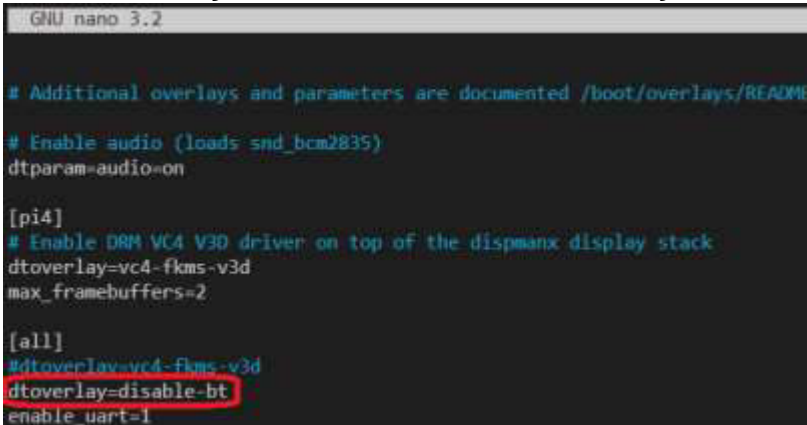 GNU nano 3.2
# Additional overlays and parameters are documented /boot/overlays/README
# Enable audio (loads snd_bcm2835)
dtparam=audio=on
[pi4]
# Enable DRM VC4 V3D driver on top of the dispmanx display stack
dtoverlay=vc4-fkms-v3d
max_framebuffers=2
[all]
#dtoverlay=vc4-fkms-v3d
dtoverlay=disable-bt
enable_uart=1